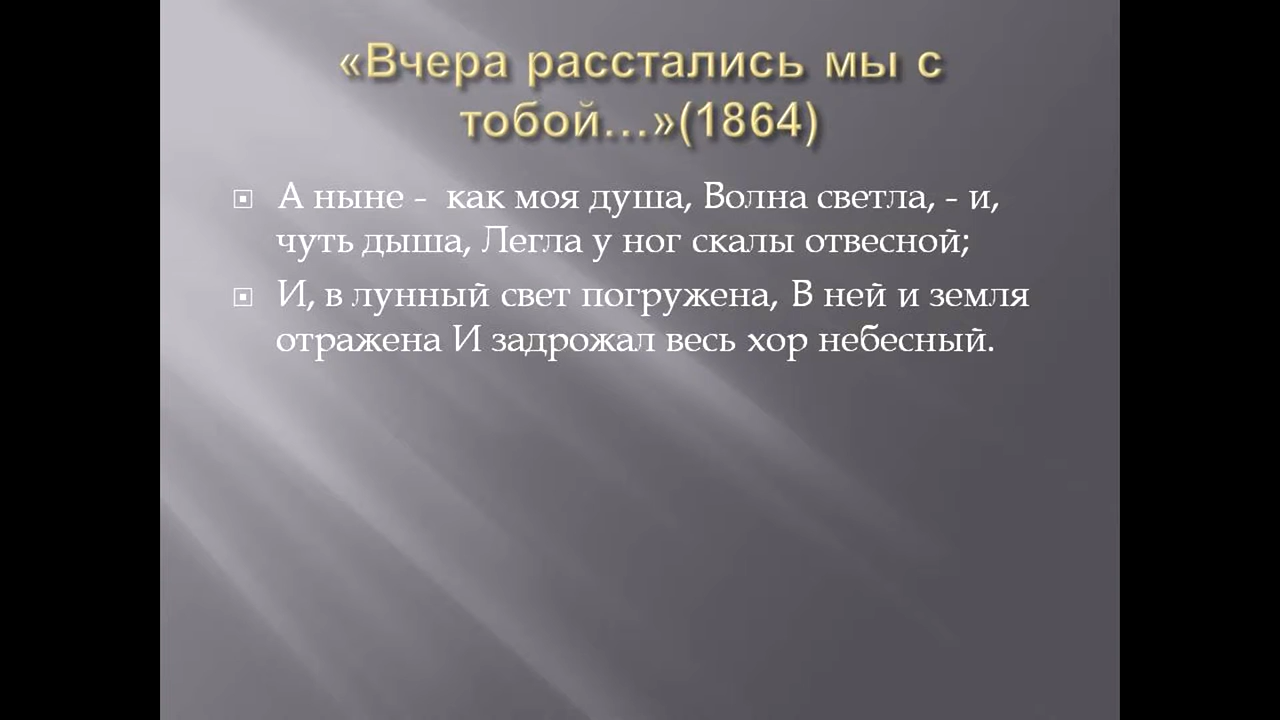 «Вчера расстались мы с
тобой...»(1864)
А ныне - как моя душа, Волна светла, - и,
чуть дыша, Легла у ног скалы отвесной;
И, в лунный свет погружена, В ней и земля
отражена И задрожал весь хор небесный.